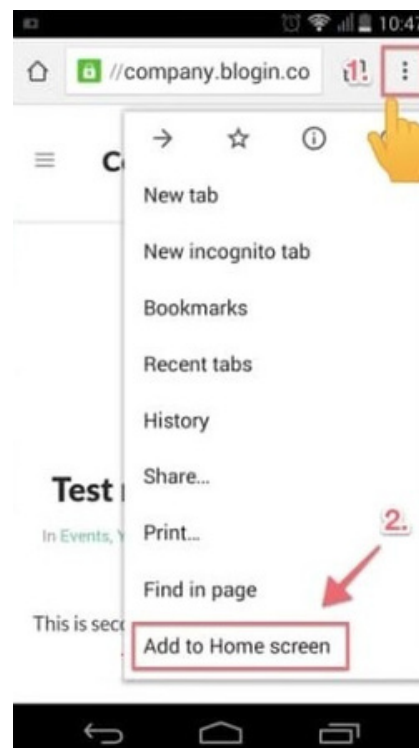 10:47
//company.blogin.co
1.
New tab
New incognito tab
Bookmarks
Recent tabs
History
Share...
Test
In Events,
Print...
2.
Find in page
This is
Add to Home screen